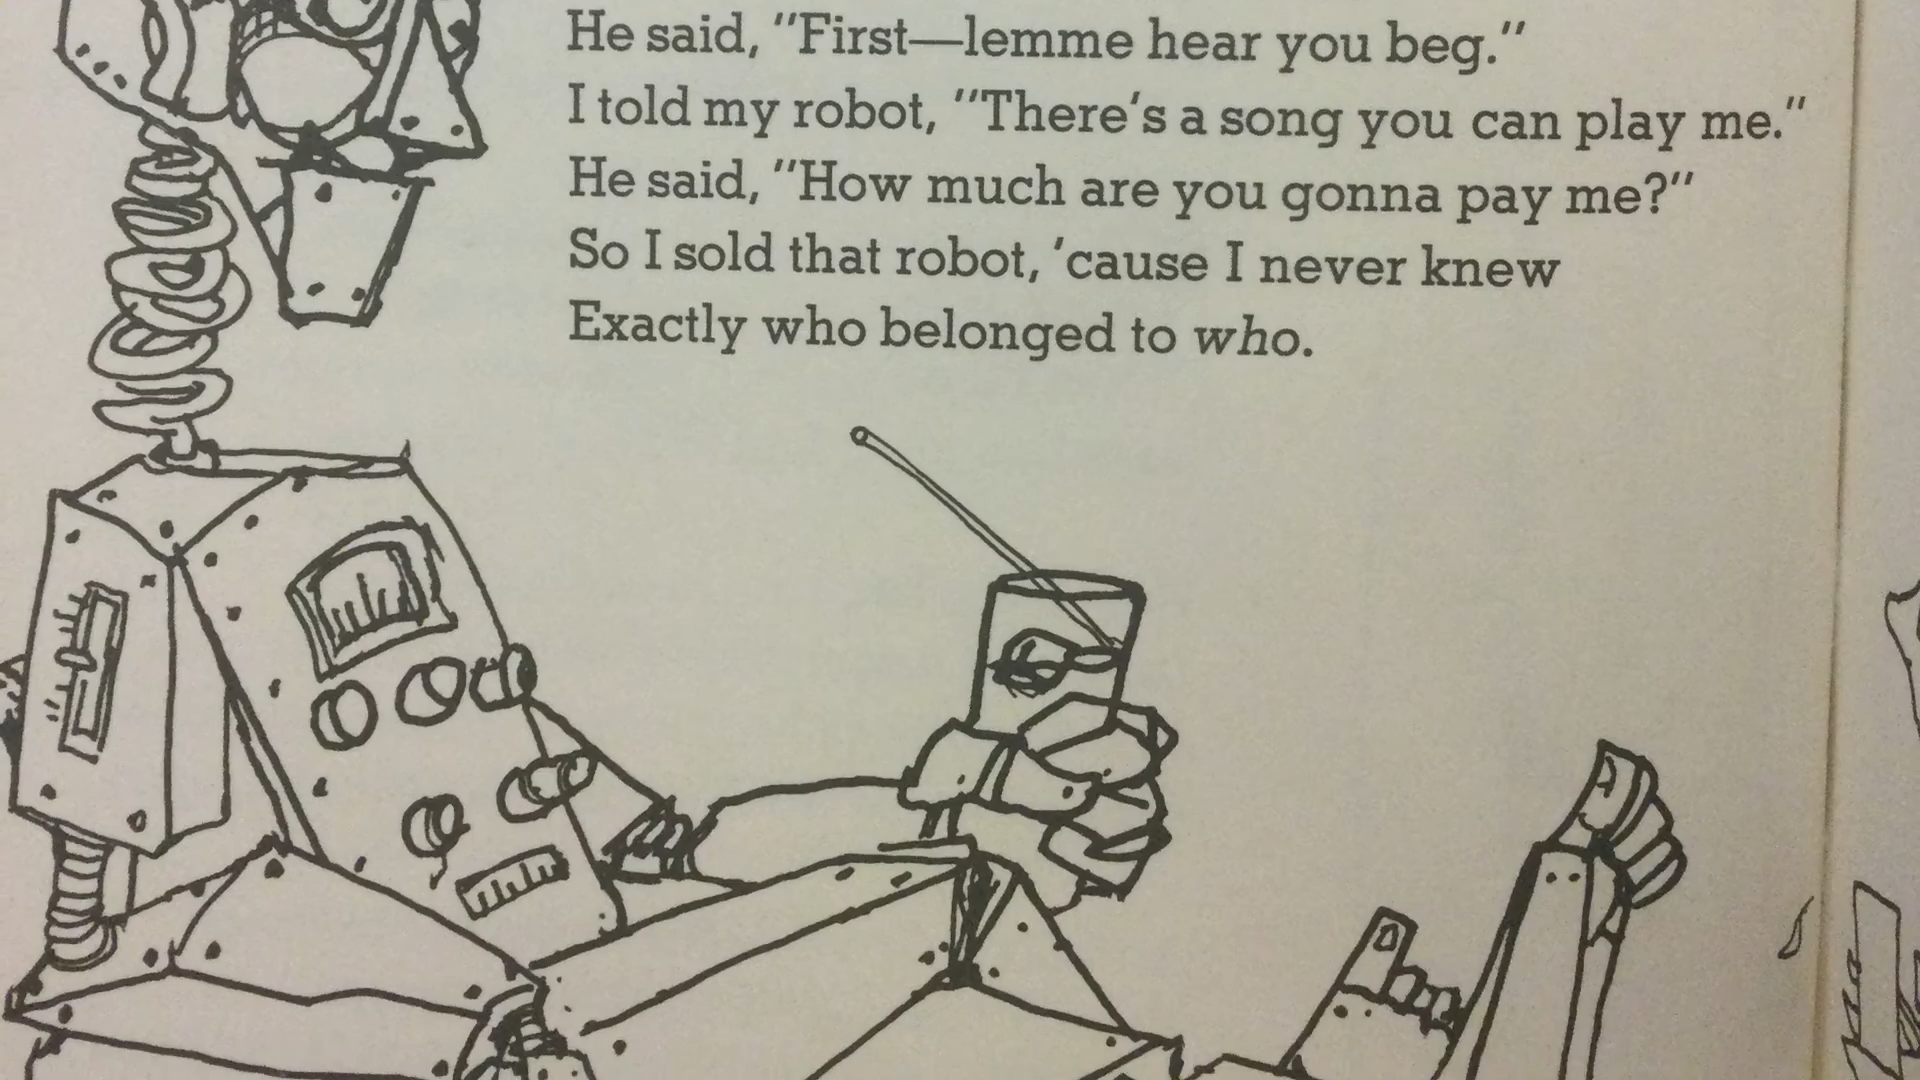 He said, "First—lemme hear you beg."
I told my robot, "There's a song you can play me."
He said, "How much are you gonna pay me?"
So I sold that robot, 'cause I never knew
Exactly who belonged to who.